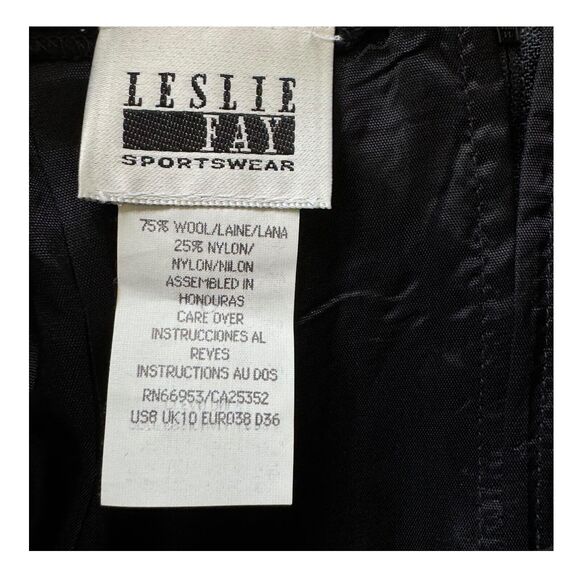 LESLIE
FAY
SPORTSWEAR
75% WOOL/LAINE/LANA
25% NYLON/
NYLON/NILON
ASSEMBLED IN
HONDURAS
CARE OVER
INSTRUCCIONES AL
REVES
INSTRUCTIONS AU DOS
RN66953/CA25352
US8 UK10 EURO38 D36